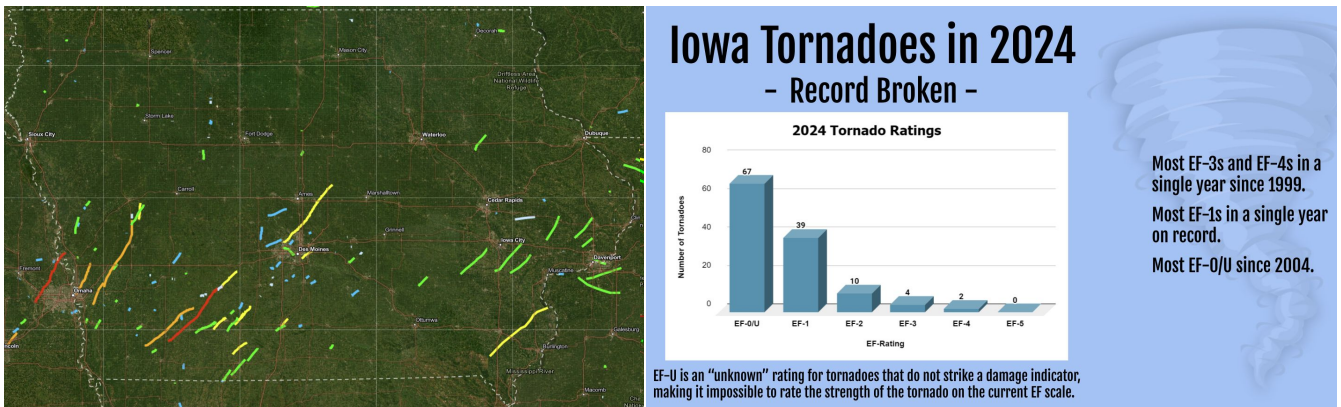 Decorah
Spencer
Mason City
Driftless Area
National Wildlife
Refuge
Storm Lake
Sioux City
Fort Dodge
Waterloo
Dubuque
Carroll
Ames
Marshalltown
Cedar Rapids
Grinnell
Iowa City
Des Moines
Davenport
Muscatine
Fremont
Omaha
Ottumwa
Galesburg
Burlington
Mississippi River
Macomb
Iowa Tornadoes in 2024
- Record Broken -
2024 Tornado Ratings
Number of Tornadoes
80
60
40
20
0
67
39
10
4
2
0
EF-0/U
EF-1
EF-2
EF-3
EF-4
EF-5
EF-Rating
Most EF-3s and EF-4s in a
single year since 1999.
Most EF-1s in a single year
on record.
Most EF-0/U since 2004.
EF-U is an “unknown” rating for tornadoes that do not strike a damage indicator,
making it impossible to rate the strength of the tornado on the current EF scale.